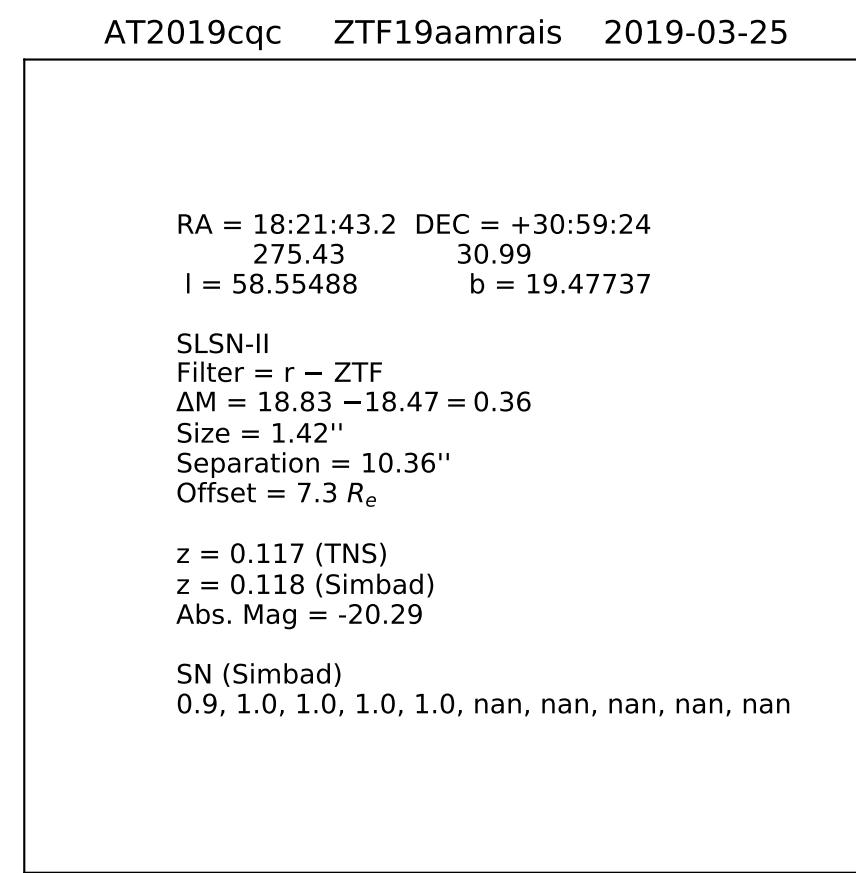 AT2019cqc ZTF19aamrais 2019-03-25
RA = 18:21:43.2 DEC = +30:59:24
275.43 30.99
l = 58.55488 b = 19.47737
SLSN-II
Filter = r − ZTF
ΔM = 18.83 −18.47 = 0.36
Size = 1.42''
Separation = 10.36''
Offset = 7.3 Rₑ
z = 0.117 (TNS)
z = 0.118 (Simbad)
Abs. Mag = -20.29
SN (Simbad)
0.9, 1.0, 1.0, 1.0, 1.0, nan, nan, nan, nan, nan